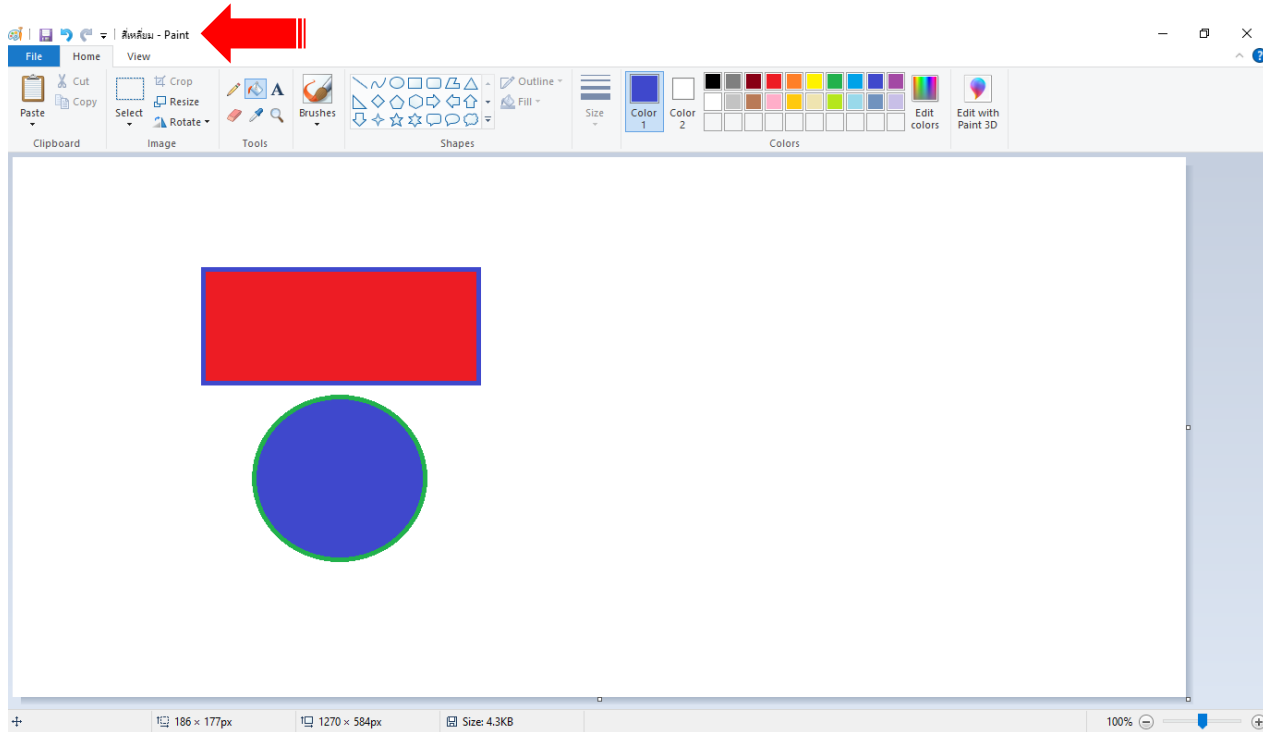 สี่เหลี่ยม - Paint
File Home View
Paste
Cut
Copy
Clipboard
Select
Crop
Resize
Rotate
Image
A
Tools
Brushes
Outline
Fill
Shapes
Size
Color 1
Color 2
Edit colors
Colors
Edit with Paint 3D
?
186 × 177px
1270 × 584px
Size: 4.3KB
100%